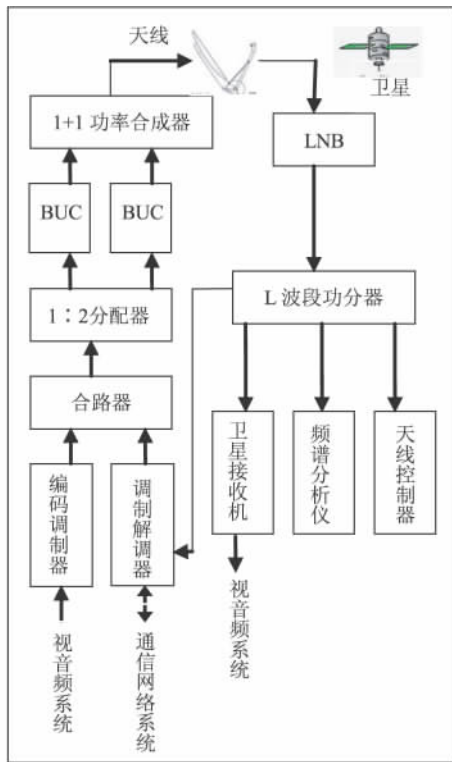 天线
卫星
1+1 功率合成器
LNB
BUC
BUC
L 波段功分器
1：2分配器
合路器
编码调制器
调制解调器
卫星接收机
频谱分析仪
天线控制器
视音频系统
通信网络系统
视音频系统